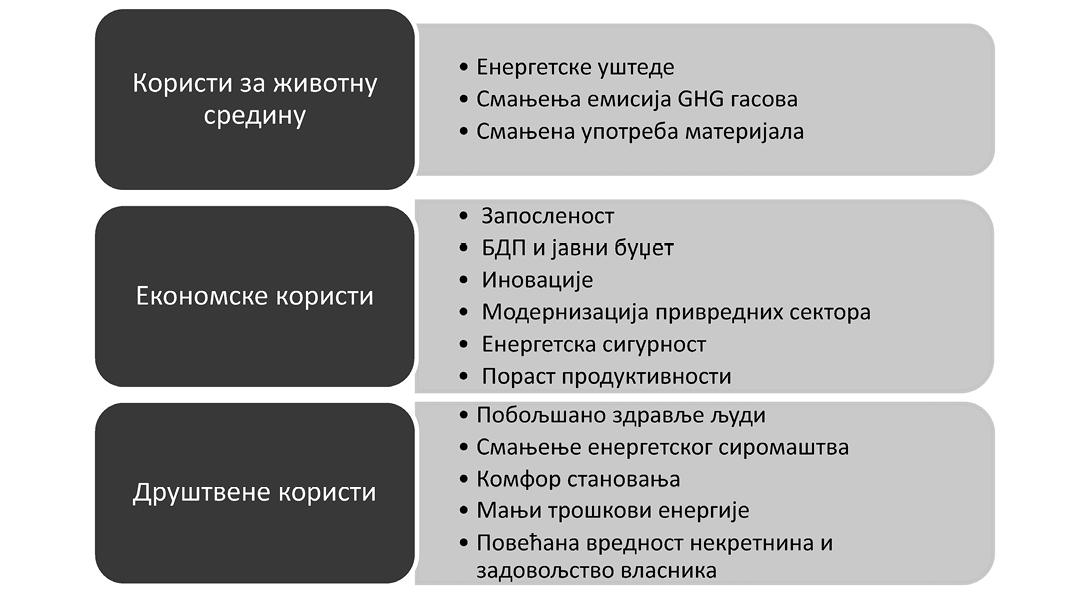 Користи за животну
средину
• Енергетске уштеде
• Смањења емисија GHG гасова
• Смањена употреба материјала
Економске користи
• Запосленост
• БДП и јавни буџет
• Иновације
• Модернизација привредних сектора
• Енергетска сигурност
• Пораст продуктивности
Друштвене користи
• Побољшано здравље људи
• Смањење енергетског сиромаштва
• Комфор становања
• Мањи трошкови енергије
• Повећана вредност некретнина и
задовољство власника